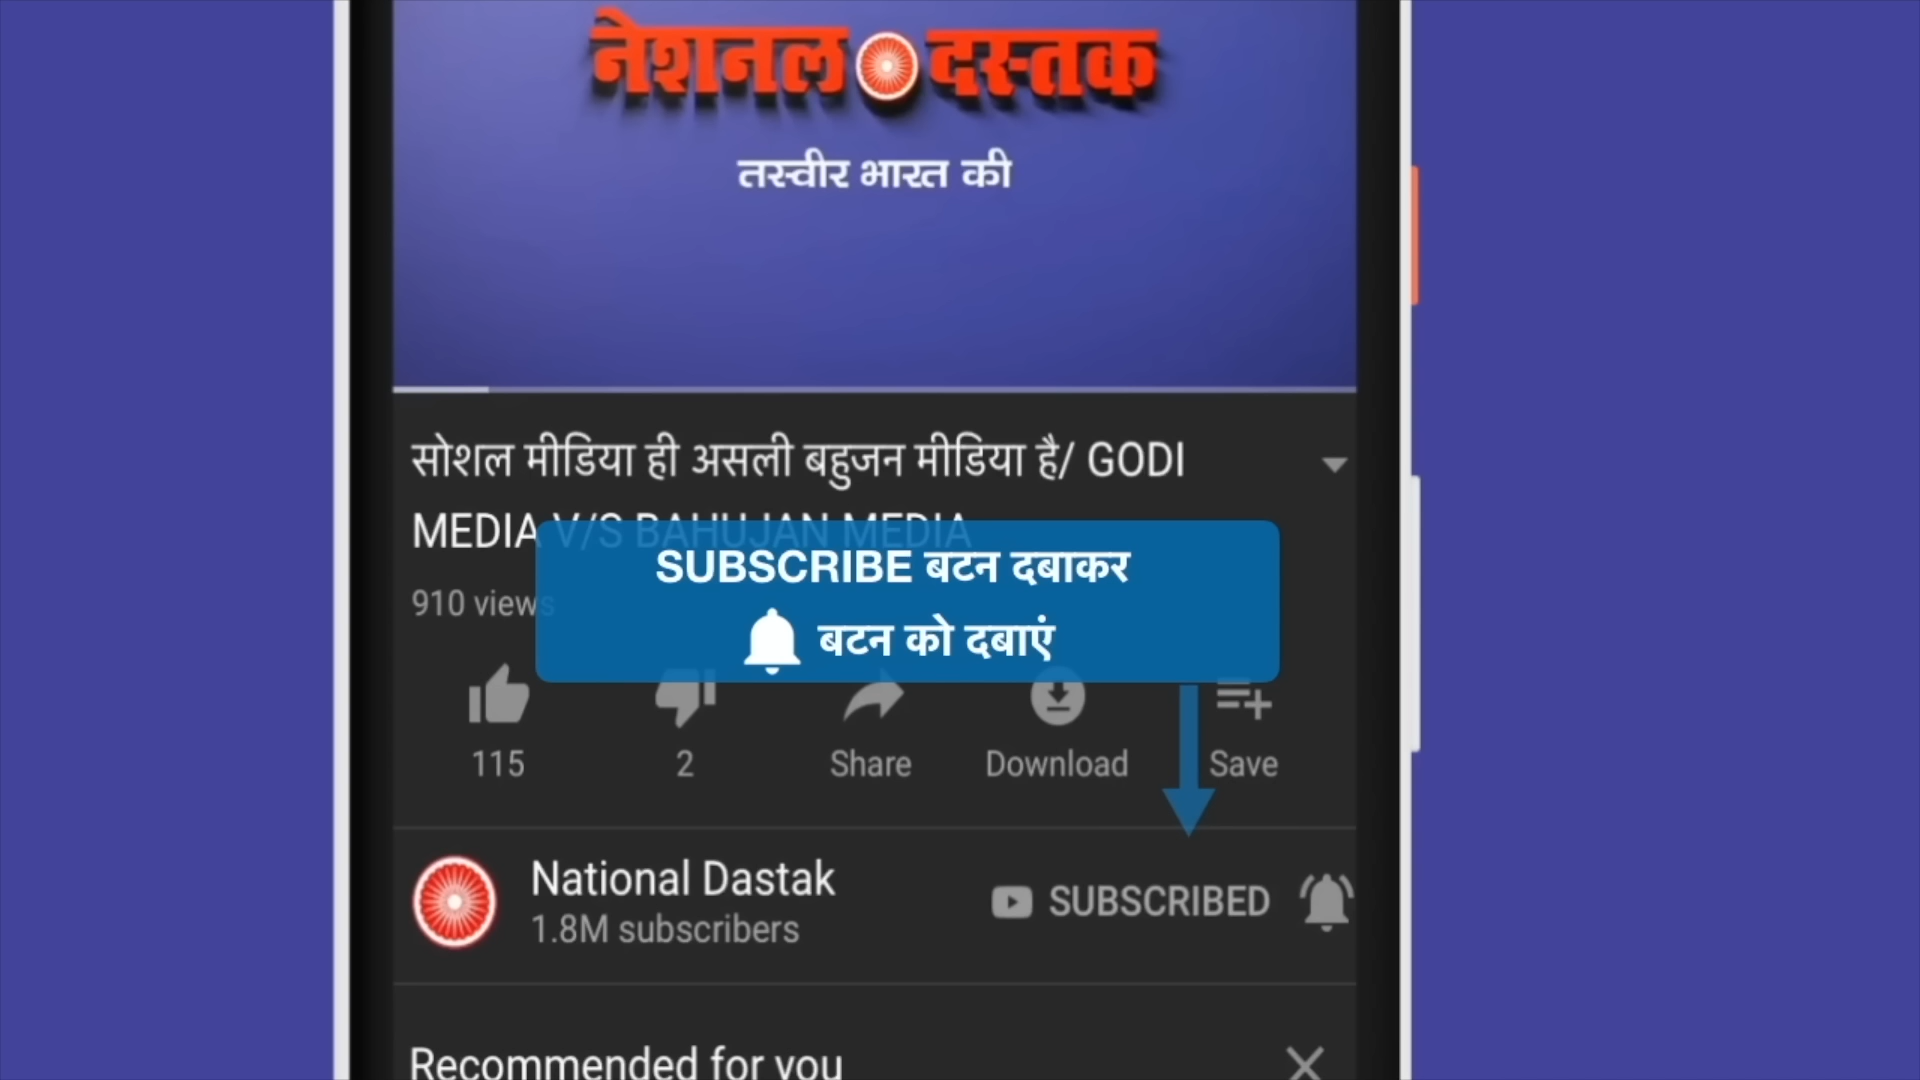 नेशनल दस्तक
तस्वीर भारत की
सोशल मीडिया ही असली बहुजन मीडिया है/ GODI
MEDIA V/S BAHUJAN MEDIA
SUBSCRIBE बटन दबाकर
910 views
बटन को दबाएं
115
2
Share
Download
Save
National Dastak
1.8M subscribers
SUBSCRIBED
Recommended for you